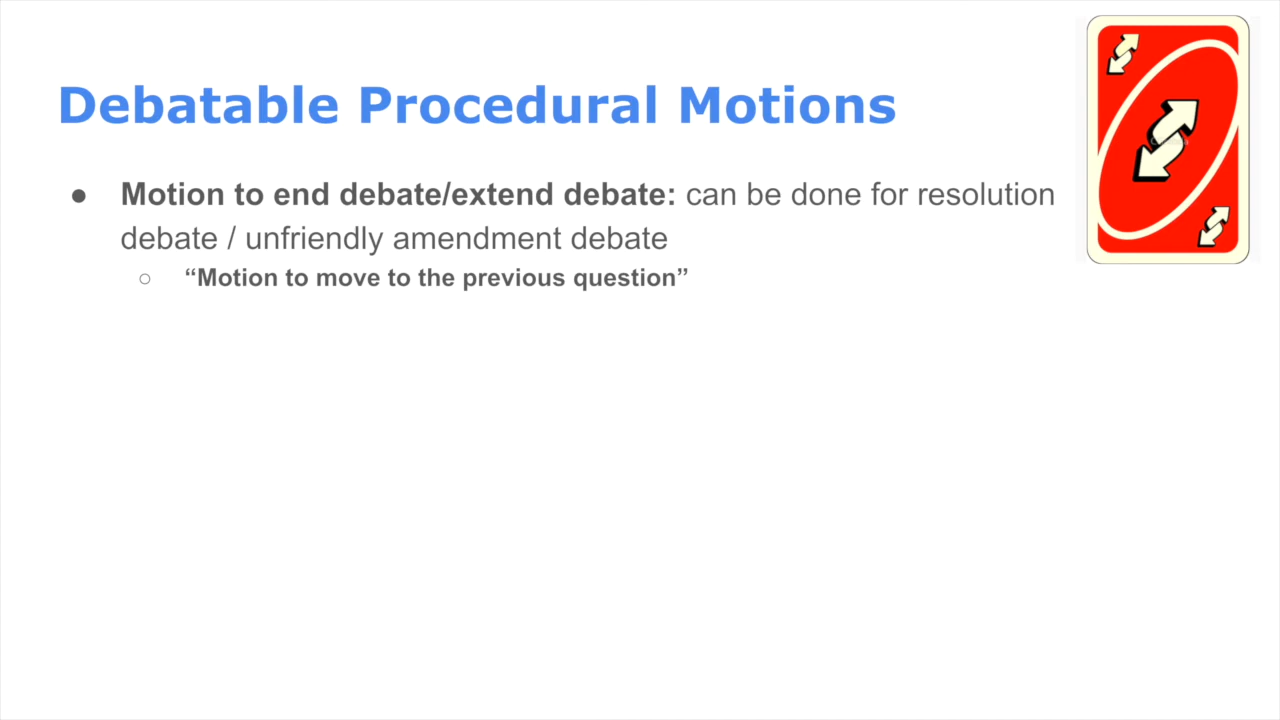 Debatable Procedural Motions
● Motion to end debate/extend debate: can be done for resolution
debate / unfriendly amendment debate
○ “Motion to move to the previous question”